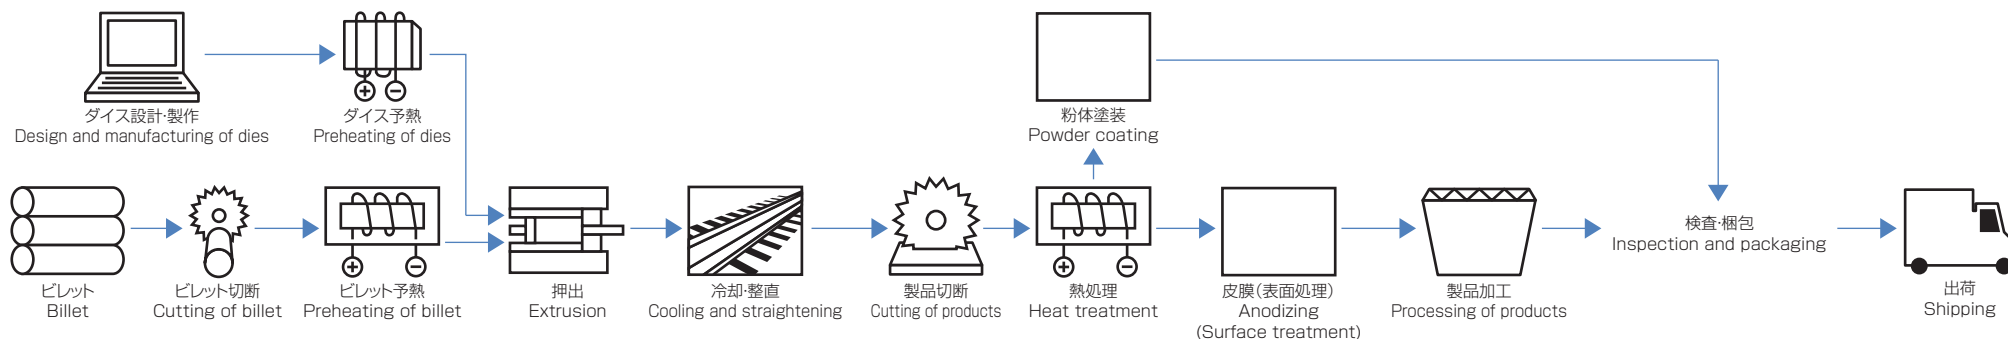 ダイス設計・製作
Design and manufacturing of dies
ダイス予熱
Preheating of dies
粉体塗装
Powder coating
ビレット
Billet
ビレット切断
Cutting of billet
ビレット予熱
Preheating of billet
押出
Extrusion
冷却・整直
Cooling and straightening
製品切断
Cutting of products
熱処理
Heat treatment
皮膜(表面処理)
Anodizing
(Surface treatment)
製品加工
Processing of products
検査・梱包
Inspection and packaging
出荷
Shipping